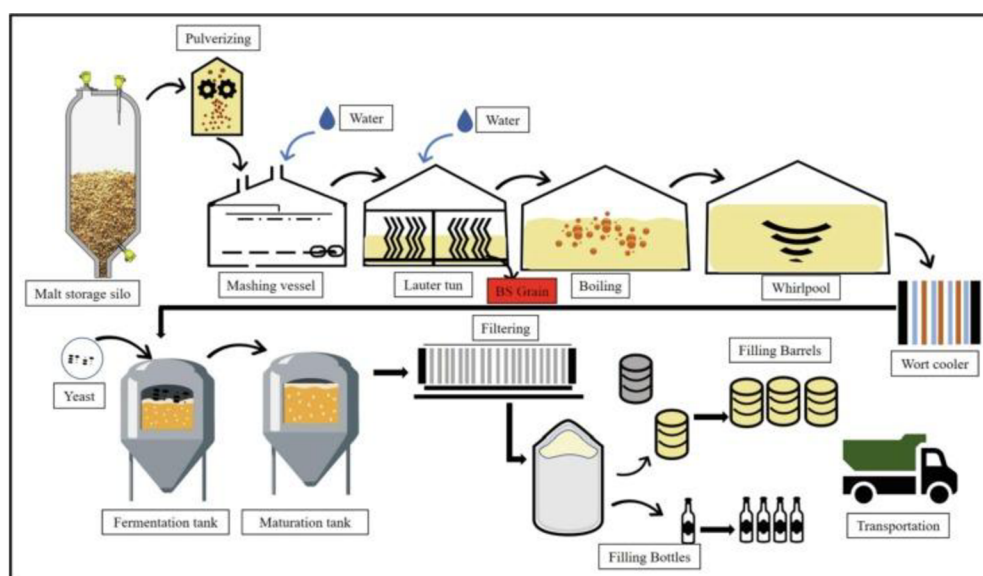 Pulverizing
Water
Water
Malt storage silo
Mashing vessel
Lauter tun
BS Grain
Boiling
Whirlpool
Wort cooler
Yeast
Fermentation tank
Maturation tank
Filtering
Filling Barrels
Filling Bottles
Transportation